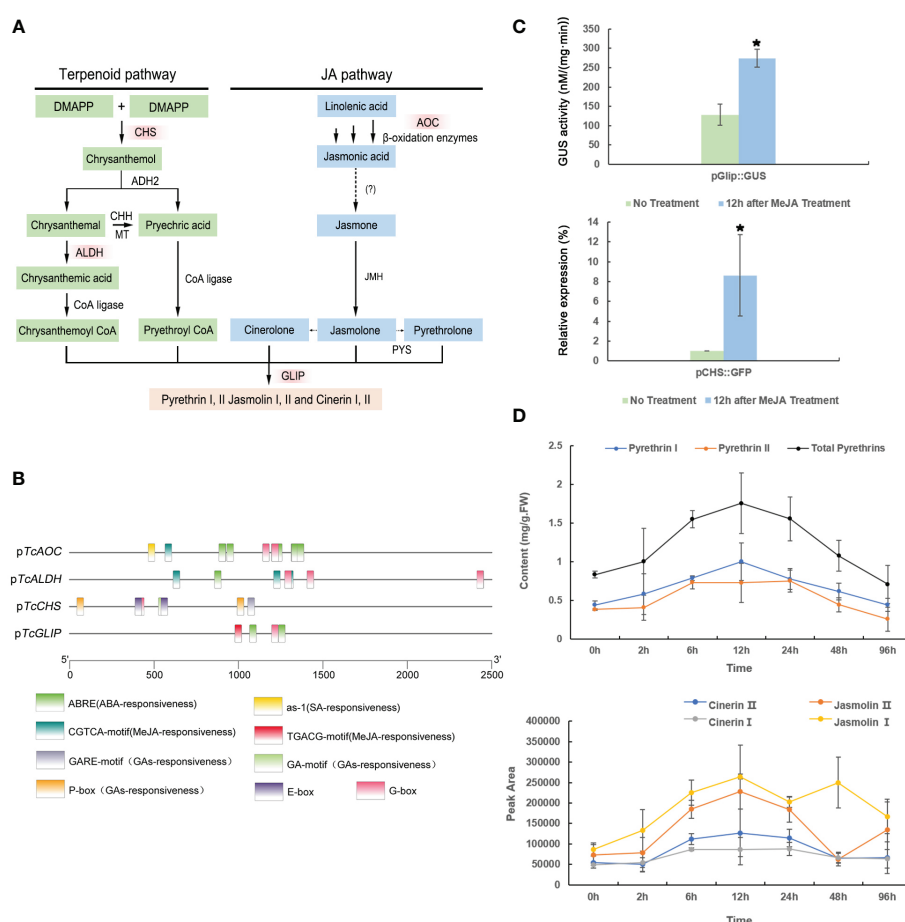 A
Terpenoid pathway
JA pathway
DMAPP + DMAPP
Linolenic acid
CHS
AOC
β-oxidation enzymes
Chrysanthemol
Jasmonic acid
ADH2
(?)
Chrysanthemal
CHH
MT
Pryechric acid
Jasmone
ALDH
Chrysanthemic acid
CoA ligase
JMH
CoA ligase
Chrysanthemoyl CoA
Pryethroyl CoA
Cinerolone
Jasmolone
Pyrethrolone
PYS
GLIP
Pyrethrin I, II Jasmolin I, II and Cinerin I, II
B
pTcAOC
pTcALDH
pTcCHS
pTcGLIP
5'
3'
0 500 1000 1500 2000 2500
ABRE(ABA-responsiveness)
as-1(SA-responsiveness)
CGTCA-motif(MeJA-responsiveness)
TGACG-motif(MeJA-responsiveness)
GARE-motif（GAs-responsiveness）
GA-motif（GAs-responsiveness）
P-box（GAs-responsiveness）
E-box
G-box
C
GUS activity (nM/(mg·min))
350
300
250
200
150
100
50
0
*
pGlip::GUS
No Treatment 12h after MeJA Treatment
Relative expression (%)
14
12
10
8
6
4
2
0
*
pCHS::GFP
No Treatment 12h after MeJA Treatment
D
Pyrethrin I Pyrethrin II Total Pyrethrins
Content (mg/g.FW)
2.5
2
1.5
1
0.5
0
0h 2h 6h 12h 24h 48h 96h
Time
Cinerin II Jasmolin II
Cinerin I Jasmolin I
Peak Area
400000
350000
300000
250000
200000
150000
100000
50000
0
0h 2h 6h 12h 24h 48h 96h
Time